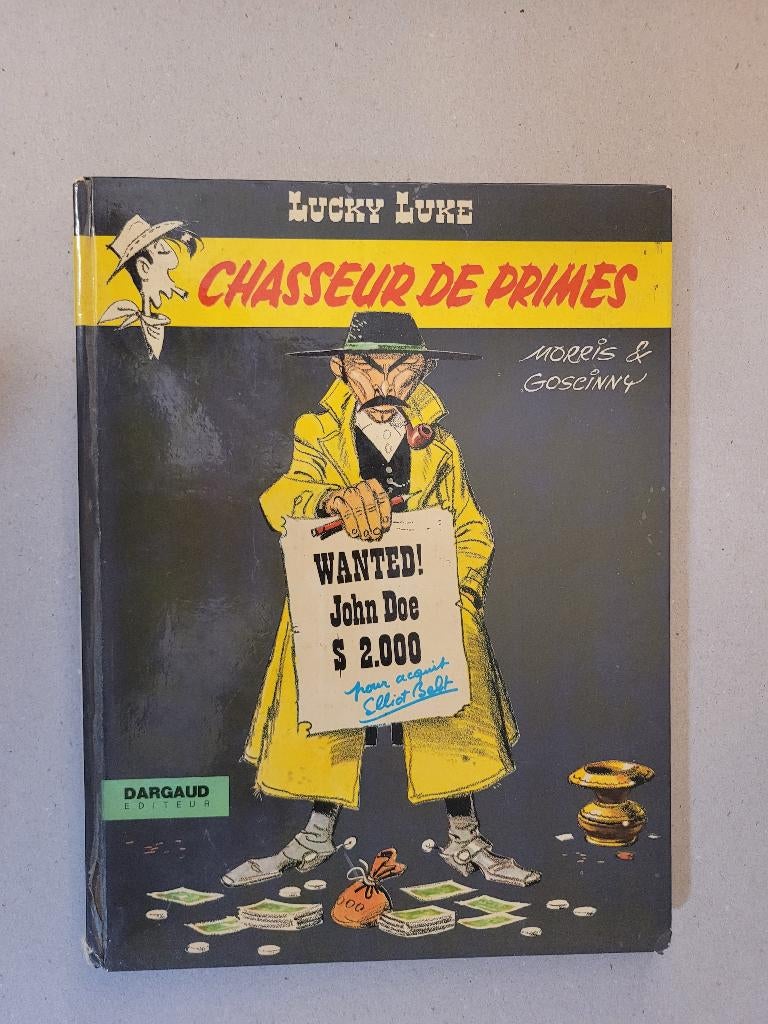 LUCKY LUKE
CHASSEUR DE PRIMES
MORRIS &
GOSCINNY
WANTED!
John Doe
$ 2.000
pour acquit
Elliot Belt
DARGAUD
EDITEUR